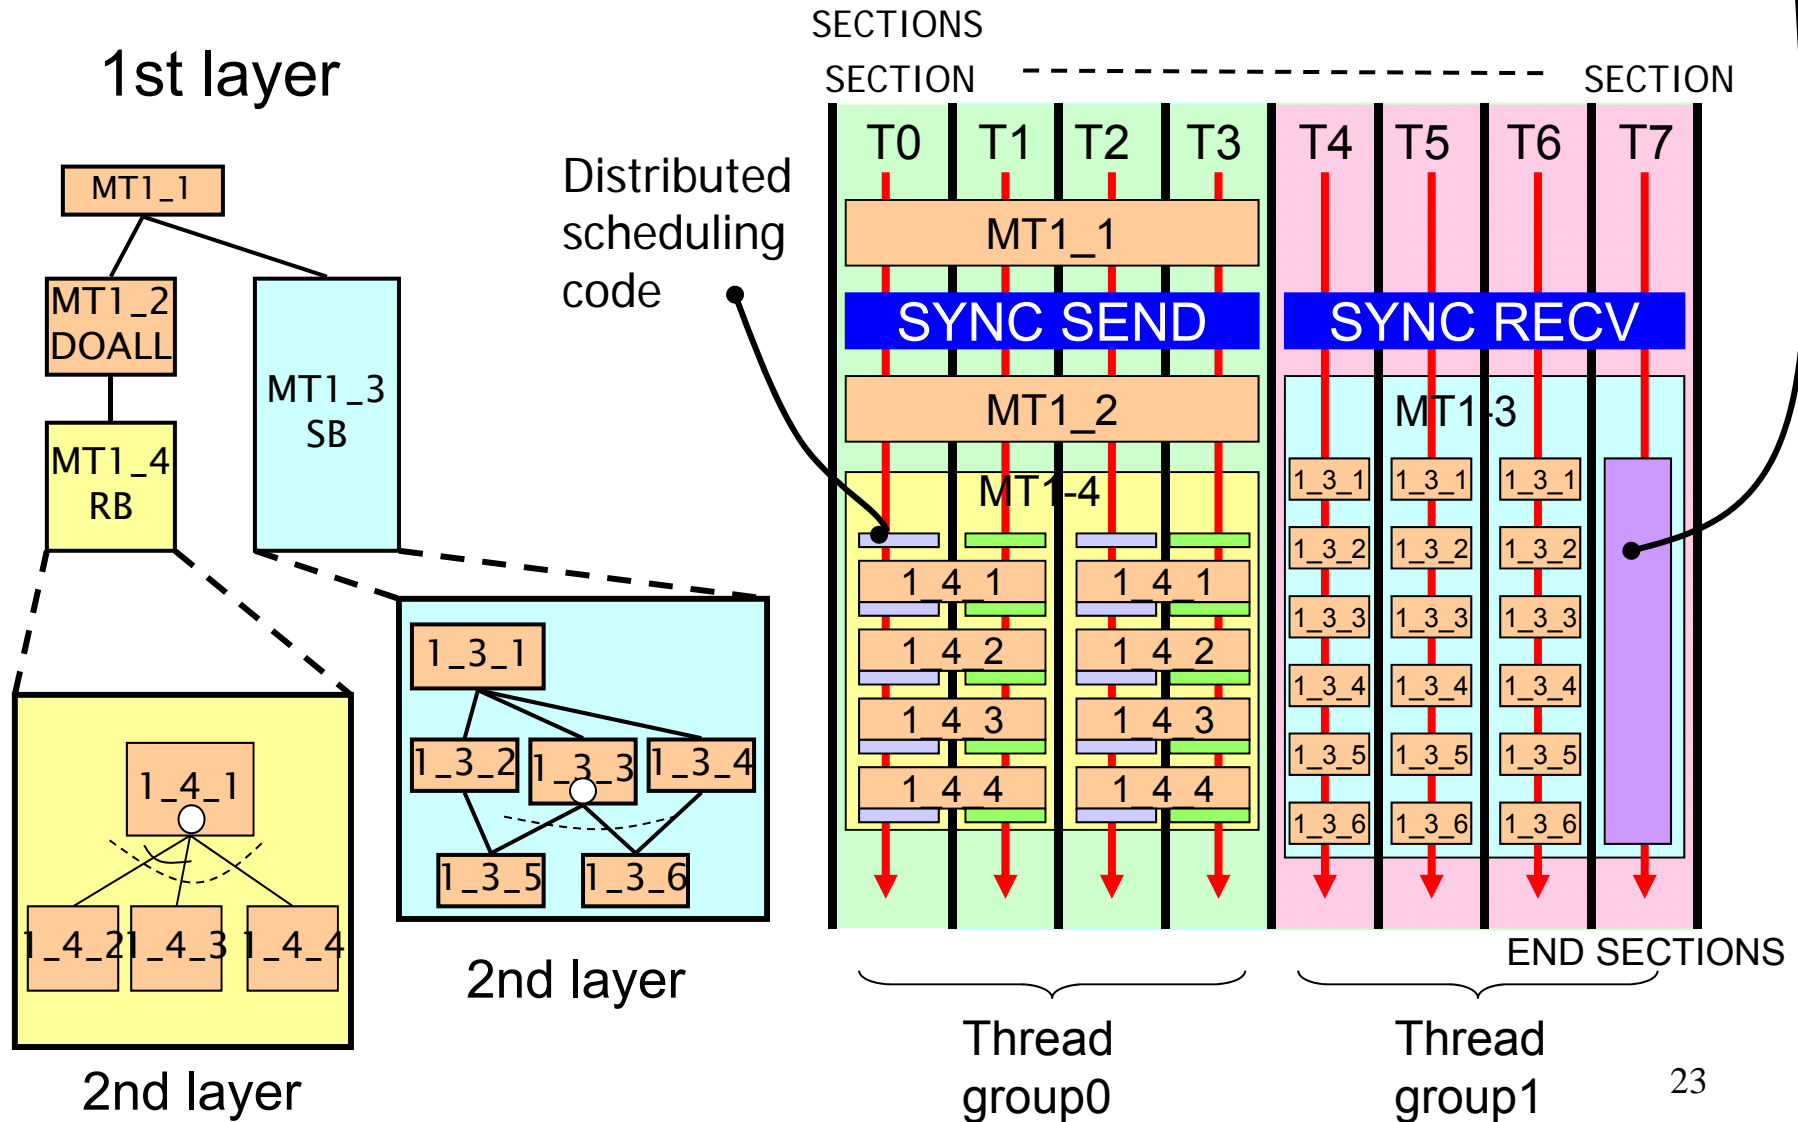 1st layer
MT1_1
MT1_2
DOALL
MT1_3
SB
MT1_4
RB
1_4_1
1_4_2
1_4_3
1_4_4
2nd layer
1_3_1
1_3_2
1_3_3
1_3_4
1_3_5
1_3_6
2nd layer
Distributed
scheduling
code
SECTIONS
SECTION
SECTION
T0 T1 T2 T3 T4 T5 T6 T7
MT1_1
SYNC SEND
SYNC RECV
MT1_2
MT1-3
MT1-4
1_4_1 1_4_1
1_4_2 1_4_2
1_4_3 1_4_3
1_4_4 1_4_4
1_3_1 1_3_1 1_3_1
1_3_2 1_3_2 1_3_2
1_3_3 1_3_3 1_3_3
1_3_4 1_3_4 1_3_4
1_3_5 1_3_5 1_3_5
1_3_6 1_3_6 1_3_6
END SECTIONS
Thread
group0
Thread
group1
23